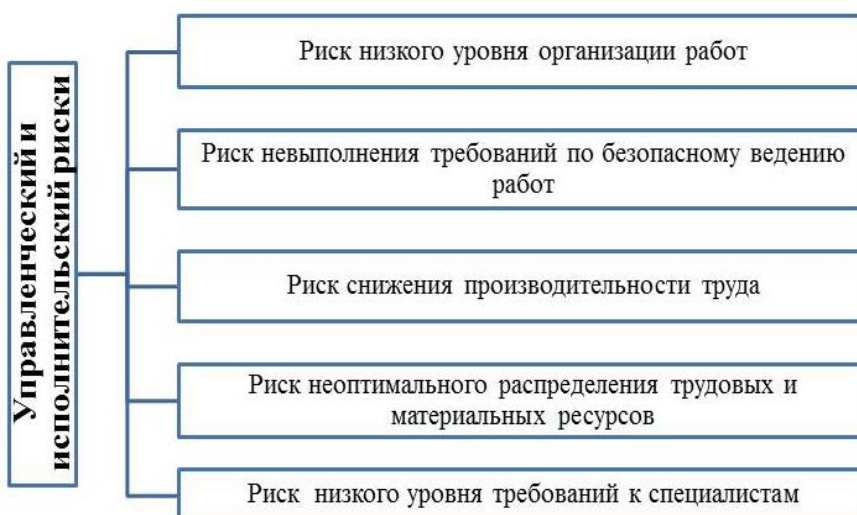 Управленческий и
исполнительский риски
Риск низкого уровня организации работ
Риск невыполнения требований по безопасному ведению
работ
Риск снижения производительности труда
Риск неоптимального распределения трудовых и
материальных ресурсов
Риск низкого уровня требований к специалистам